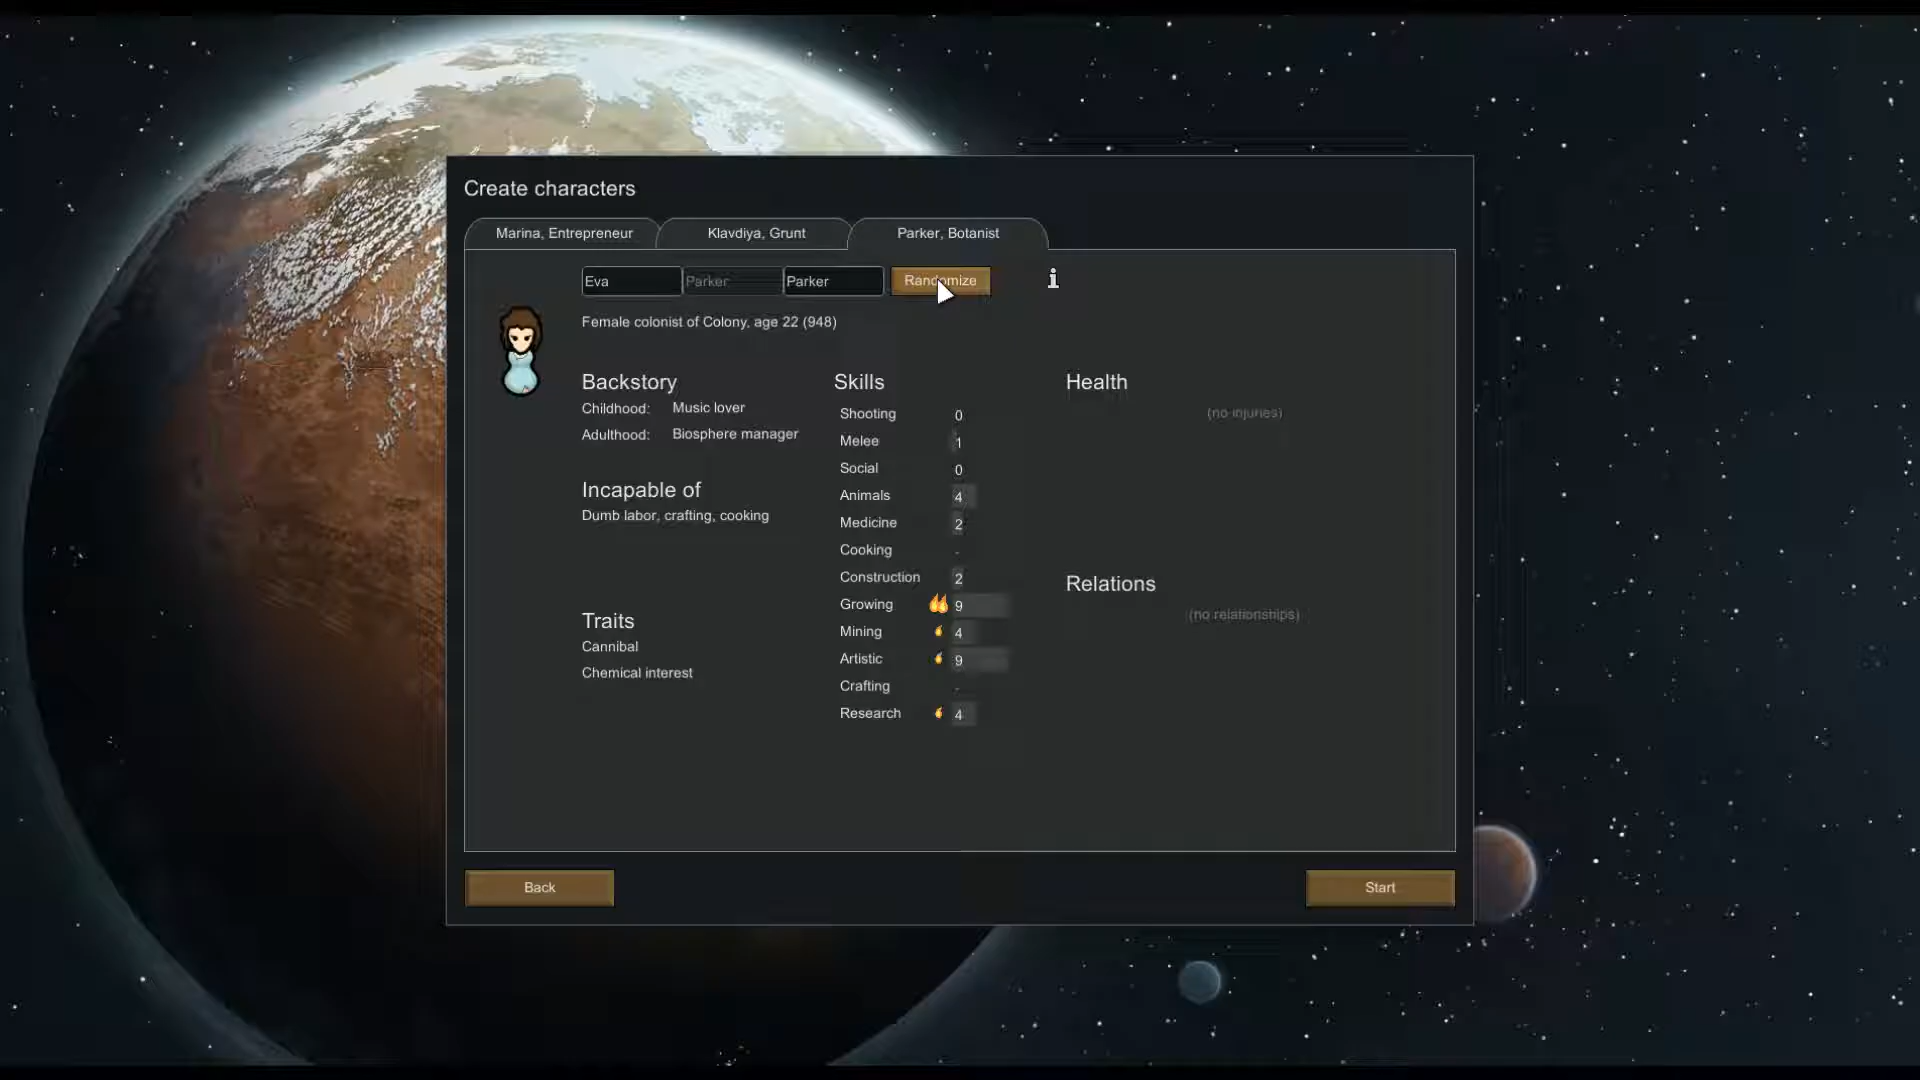 Create characters
Marina, Entrepreneur
Klavdiya, Grunt
Parker, Botanist
Eva
Parker
Parker
Randomize
Female colonist of Colony, age 22 (948)
Backstory
Childhood: Music lover
Adulthood: Biosphere manager
Incapable of
Dumb labor, crafting, cooking
Traits
Cannibal
Chemical interest
Skills
Shooting 0
Melee 1
Social 0
Animals 4
Medicine 2
Cooking -
Construction 2
Growing 9
Mining 4
Artistic 9
Crafting -
Research 4
Health
(no injuries)
Relations
(no relationships)
Back
Start